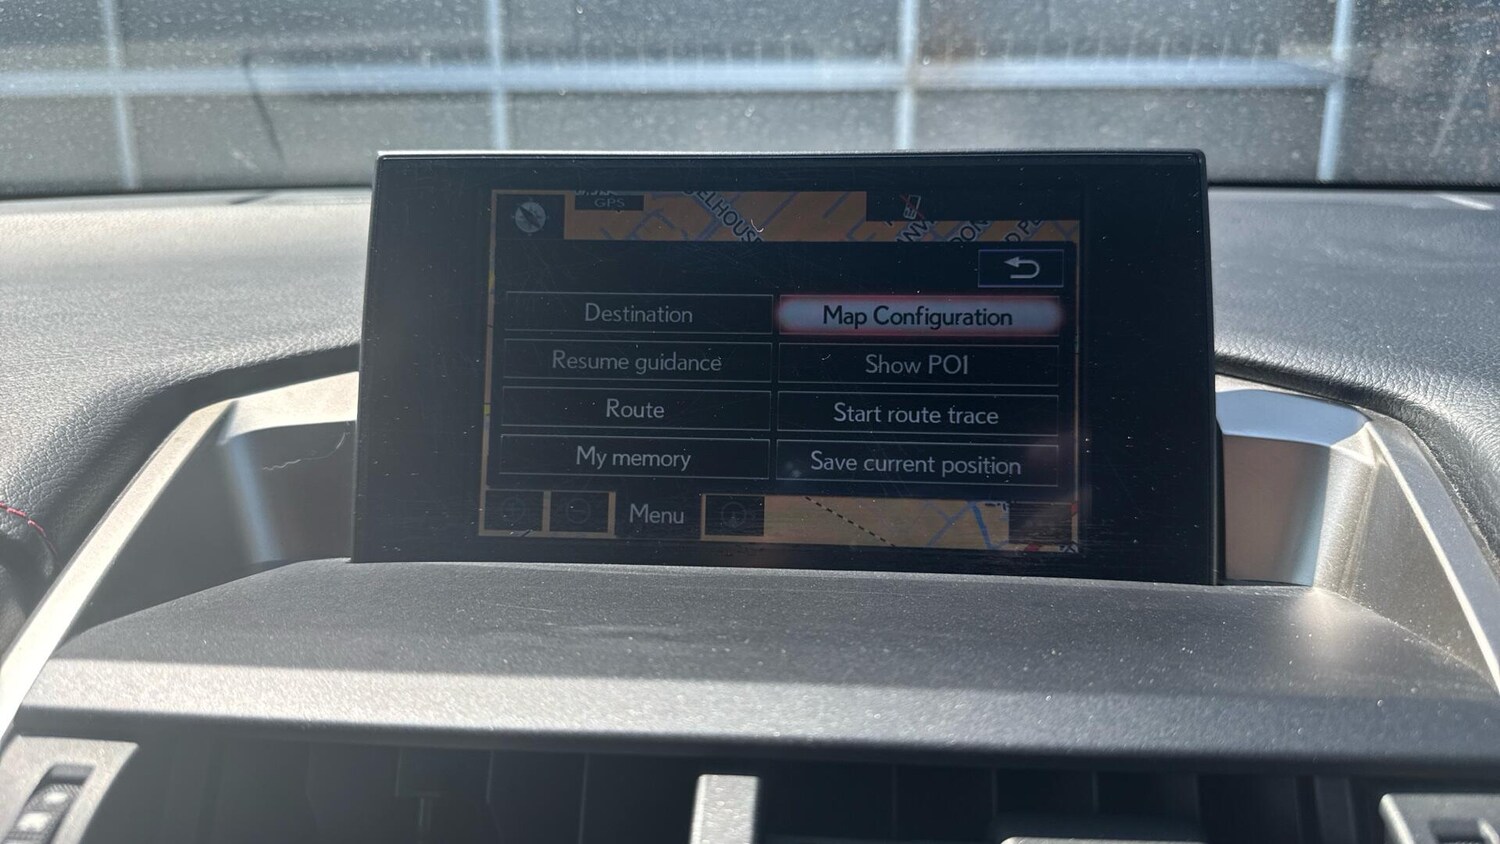 GPS
Destination
Map Configuration
Resume guidance
Show POI
Route
Start route trace
My memory
Save current position
Menu